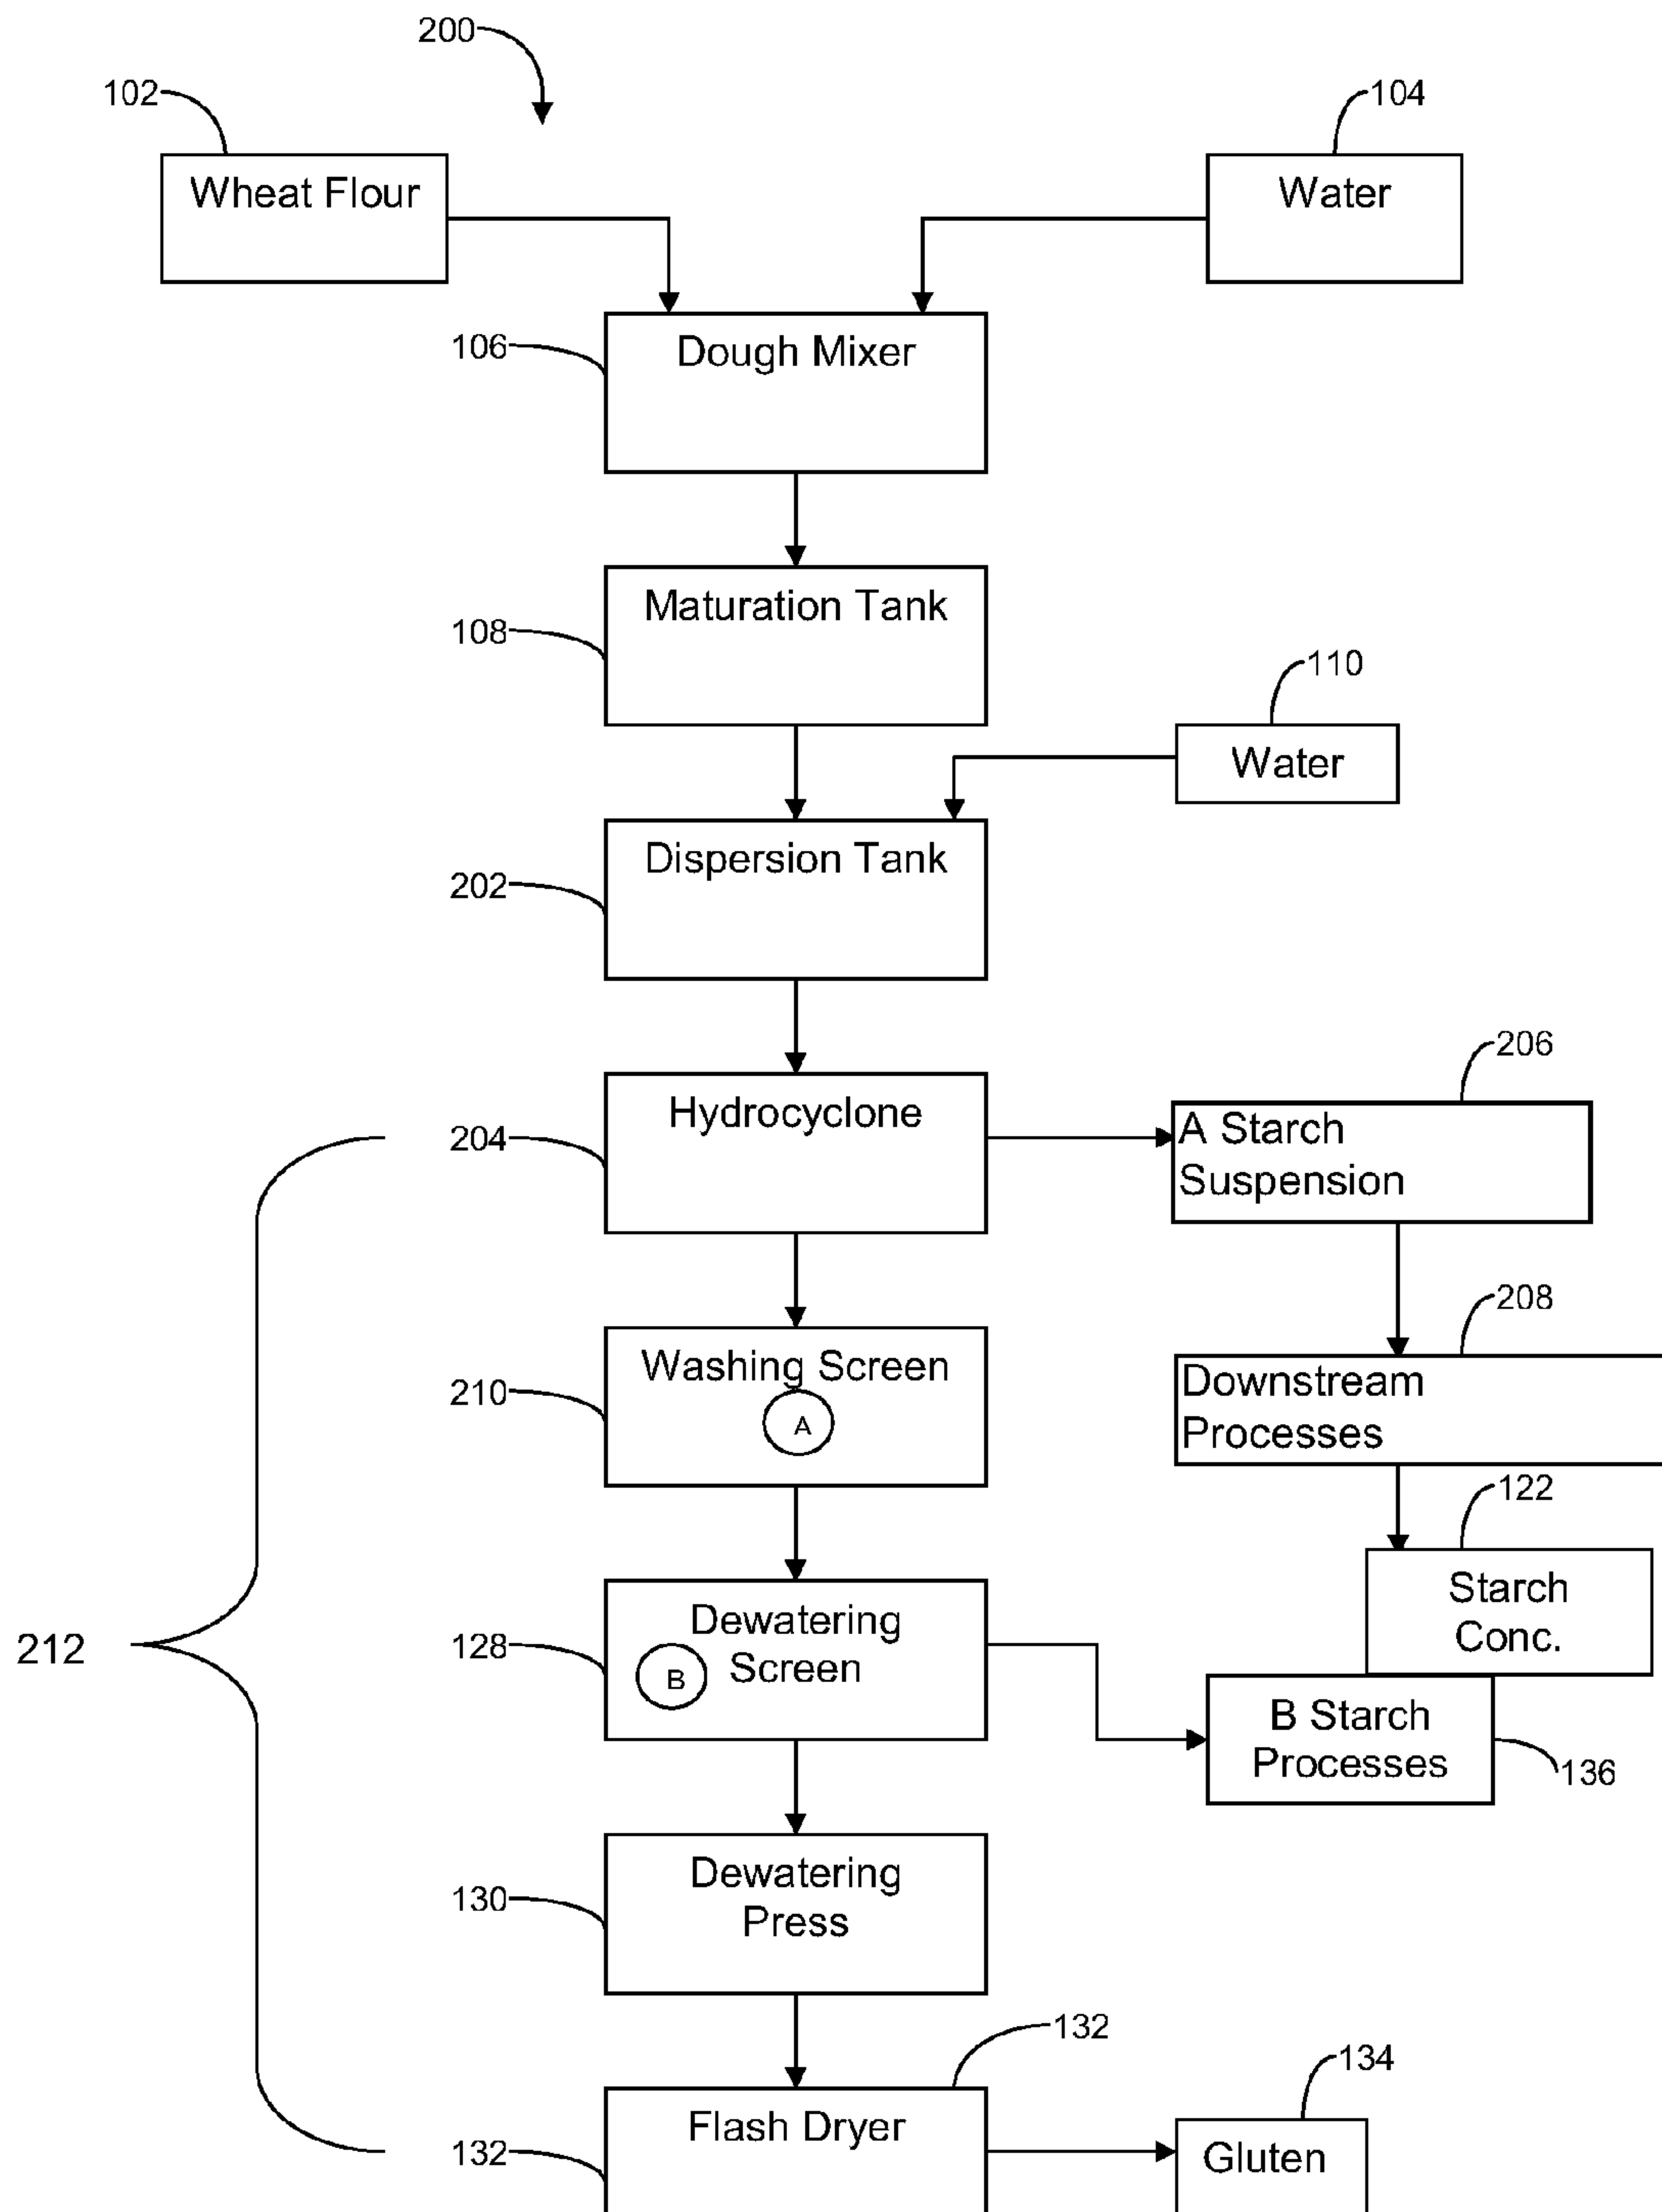 200
102
104
Wheat Flour
Water
106
Dough Mixer
108
Maturation Tank
110
Water
202
Dispersion Tank
204
Hydrocyclone
206
A Starch
Suspension
208
Downstream
Processes
210
Washing Screen
A
122
Starch
Conc.
212
128
Dewatering
Screen
B
B Starch
Processes
136
130
Dewatering
Press
132
134
132
Flash Dryer
Gluten